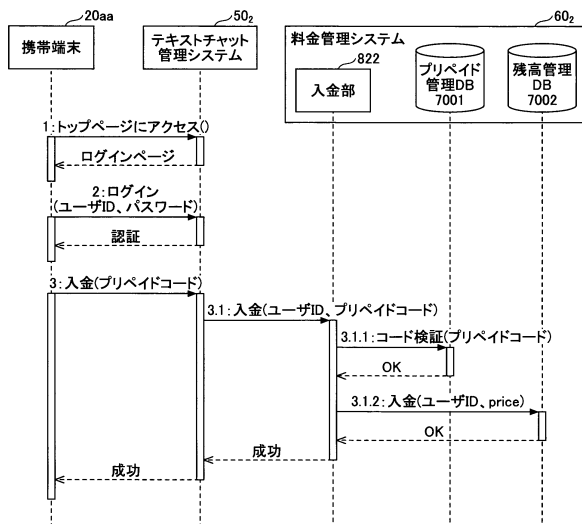 20aa
50₂
60₂
携帯端末
テキストチャット
管理システム
料金管理システム
822
入金部
プリペイド
管理DB
7001
残高管理
DB
7002
1:トップページにアクセス()
ログインページ
2:ログイン
(ユーザID、パスワード)
認証
3:入金(プリペイドコード)
3.1:入金(ユーザID、プリペイドコード)
3.1.1:コード検証(プリペイドコード)
OK
3.1.2:入金(ユーザID、price)
OK
成功
成功